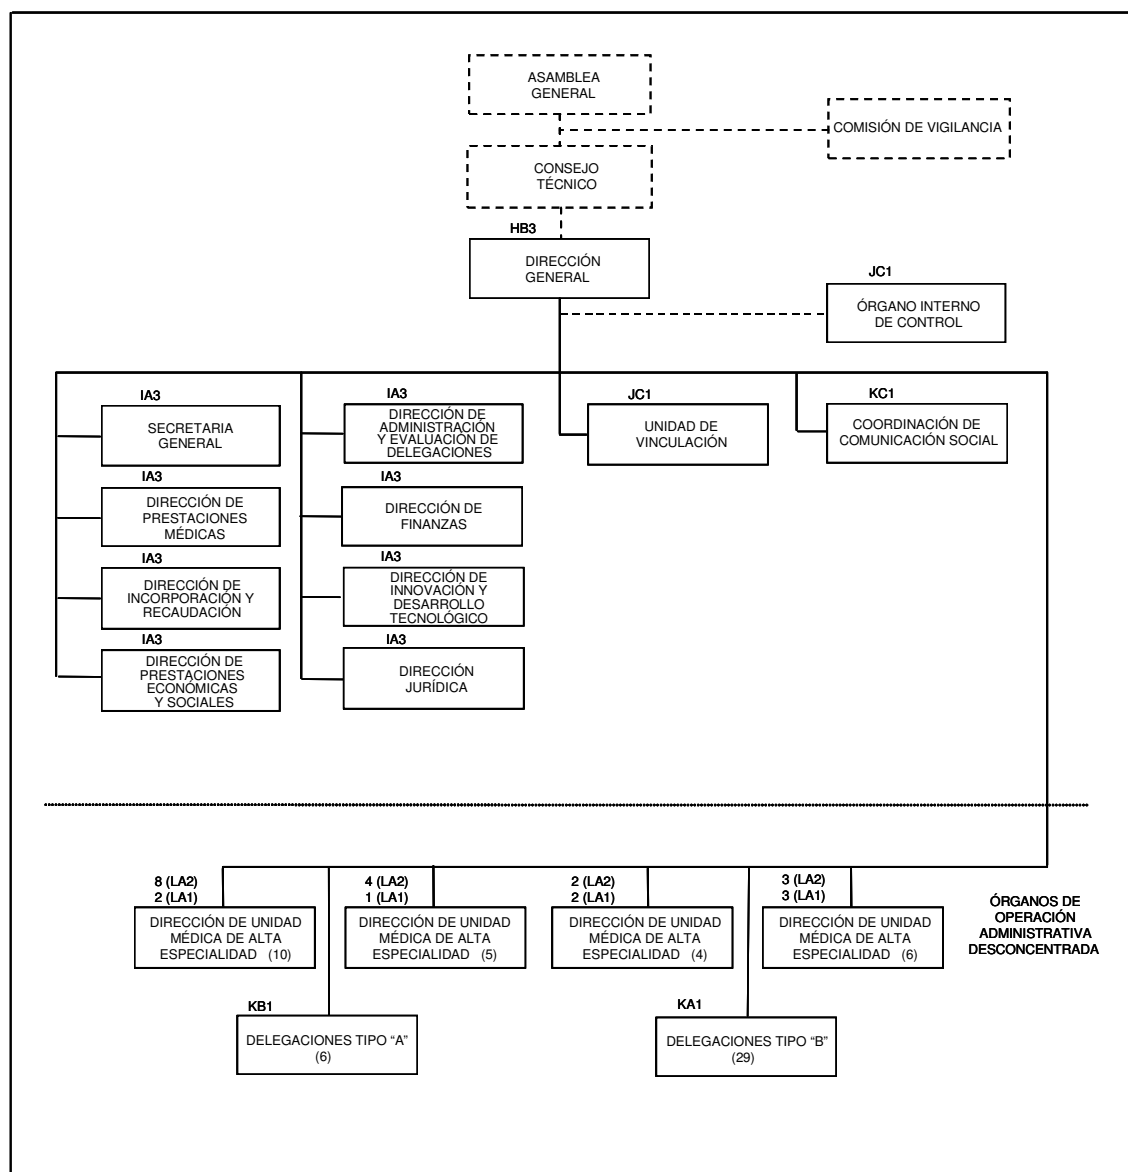 ASAMBLEA
GENERAL
COMISIÓN DE VIGILANCIA
CONSEJO
TÉCNICO
HB3
DIRECCIÓN
GENERAL
JC1
ÓRGANO INTERNO
DE CONTROL
IA3
SECRETARIA
GENERAL
IA3
DIRECCIÓN DE
ADMINISTRACIÓN
Y EVALUACIÓN DE
DELEGACIONES
JC1
UNIDAD DE
VINCULACIÓN
KC1
COORDINACIÓN DE
COMUNICACIÓN SOCIAL
IA3
DIRECCIÓN DE
PRESTACIONES
MÉDICAS
IA3
DIRECCIÓN DE
FINANZAS
IA3
DIRECCIÓN DE
INCORPORACIÓN Y
RECAUDACIÓN
IA3
DIRECCIÓN DE
INNOVACIÓN Y
DESARROLLO
TECNOLÓGICO
IA3
DIRECCIÓN DE
PRESTACIONES
ECONÓMICAS
Y SOCIALES
IA3
DIRECCIÓN
JURÍDICA
8 (LA2)
2 (LA1)
DIRECCIÓN DE UNIDAD
MÉDICA DE ALTA
ESPECIALIDAD (10)
4 (LA2)
1 (LA1)
DIRECCIÓN DE UNIDAD
MÉDICA DE ALTA
ESPECIALIDAD (5)
2 (LA2)
2 (LA1)
DIRECCIÓN DE UNIDAD
MÉDICA DE ALTA
ESPECIALIDAD (4)
3 (LA2)
3 (LA1)
DIRECCIÓN DE UNIDAD
MÉDICA DE ALTA
ESPECIALIDAD (6)
ÓRGANOS DE
OPERACIÓN
ADMINISTRATIVA
DESCONCENTRADA
KB1
DELEGACIONES TIPO “A”
(6)
KA1
DELEGACIONES TIPO “B”
(29)